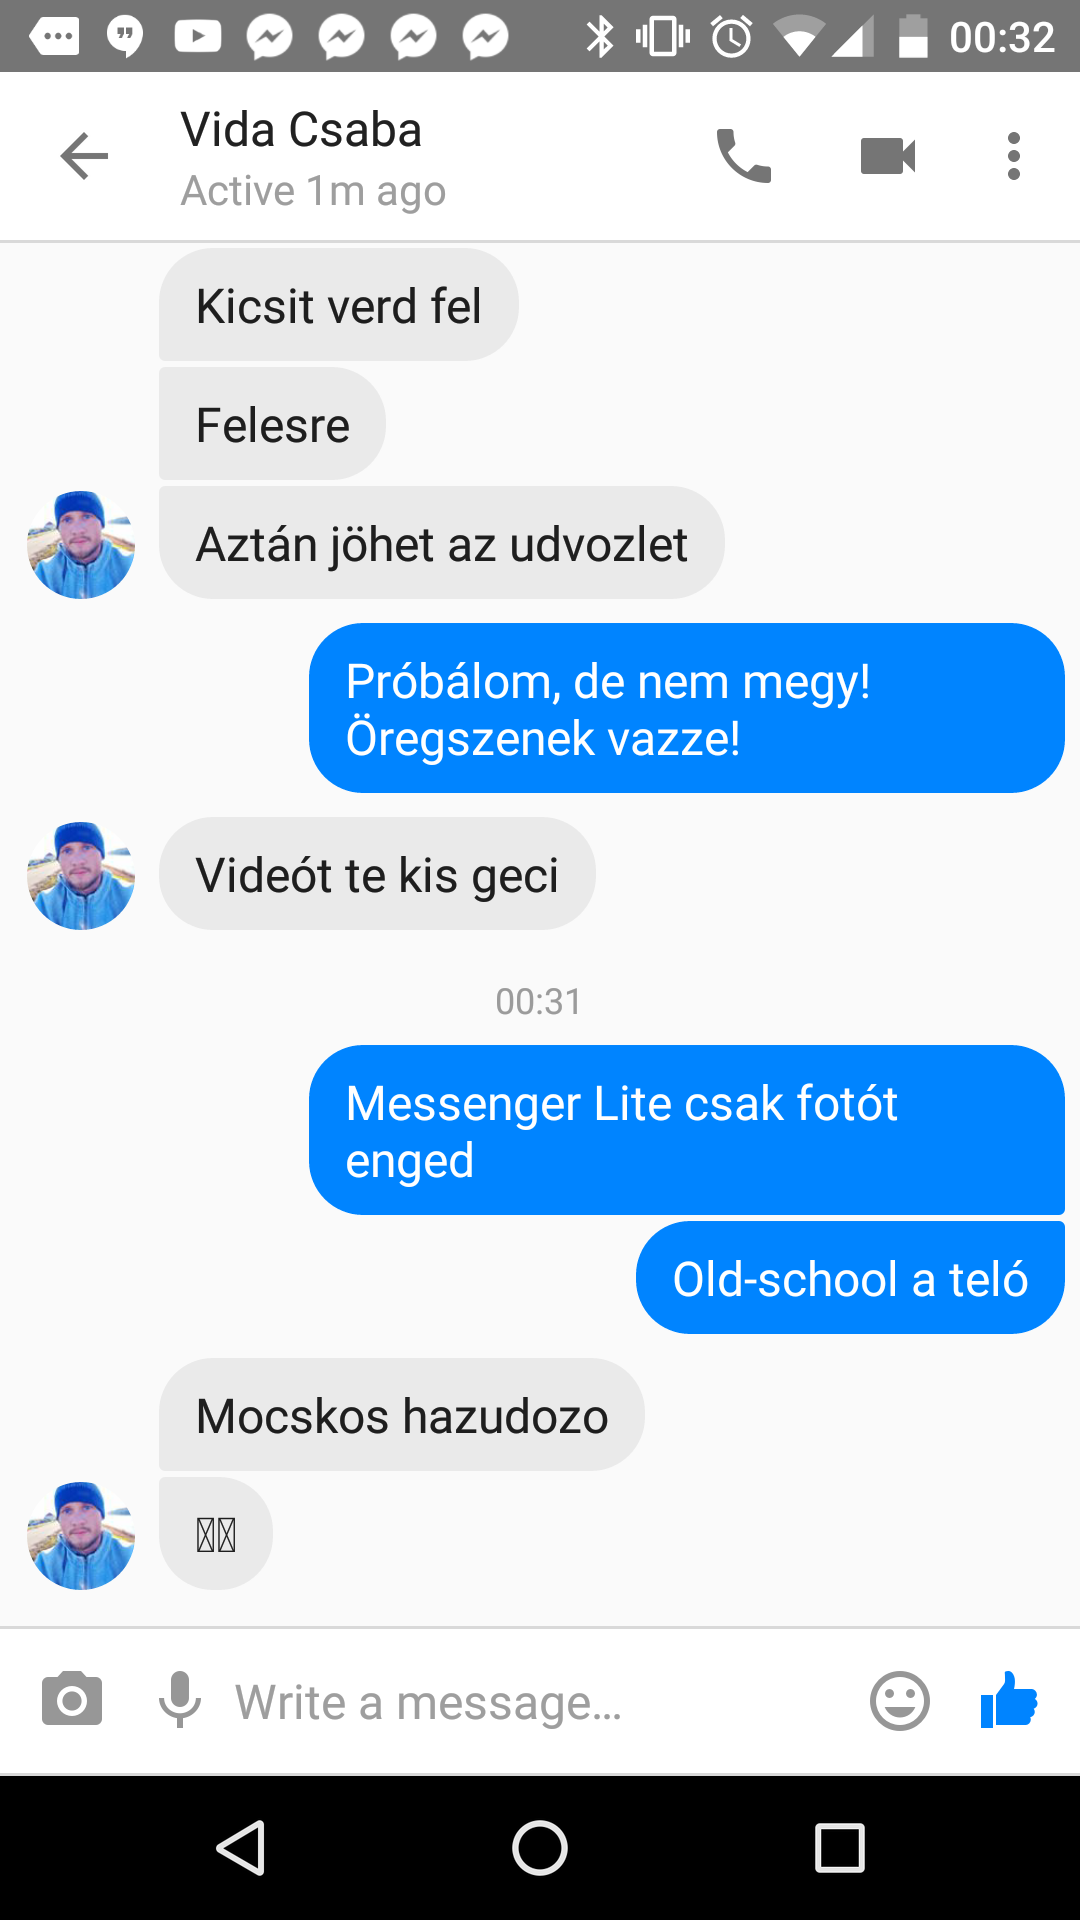 00:32
Vida Csaba
Active 1m ago
Kicsit verd fel
Felesre
Aztán jöhet az udvozlet
Próbálom, de nem megy!
Öregszenek vazze!
Videót te kis geci
00:31
Messenger Lite csak fotót
enged
Old-school a teló
Mocskos hazudozo
Write a message...